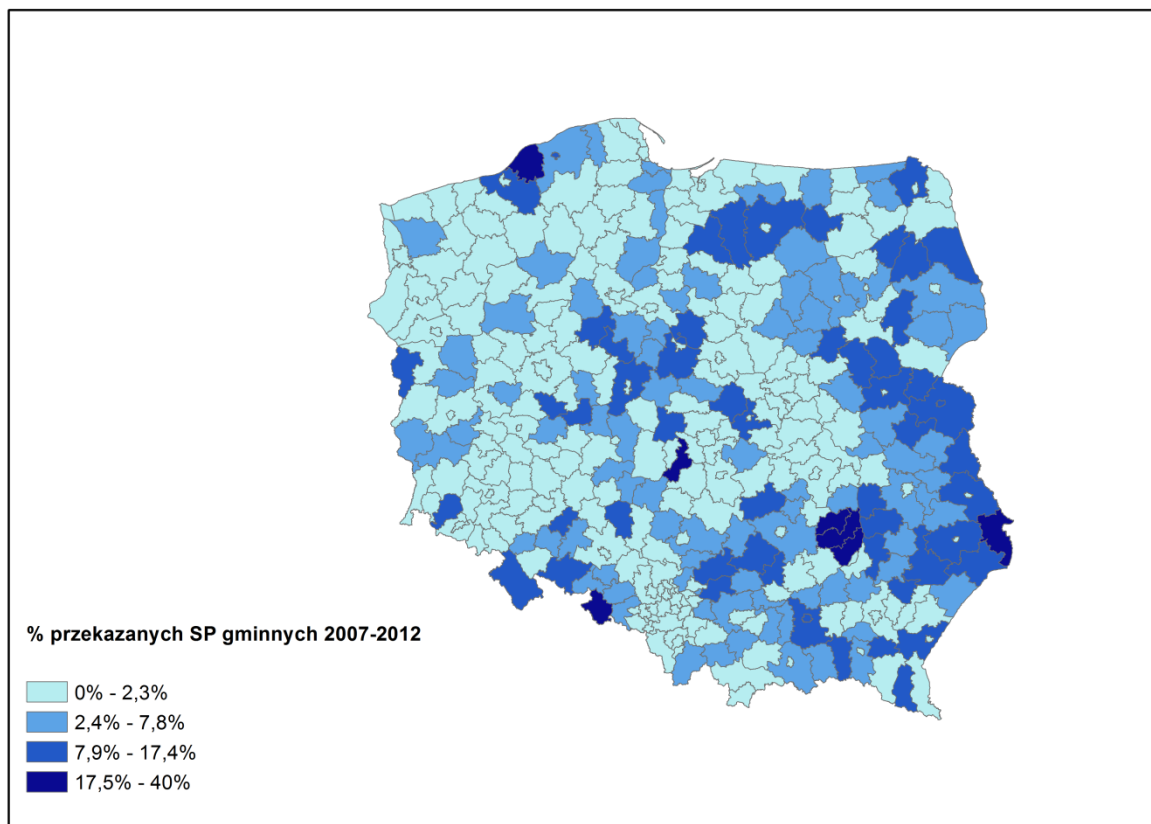 % przekazanych SP gminnych 2007-2012
0% - 2,3%
2,4% - 7,8%
7,9% - 17,4%
17,5% - 40%